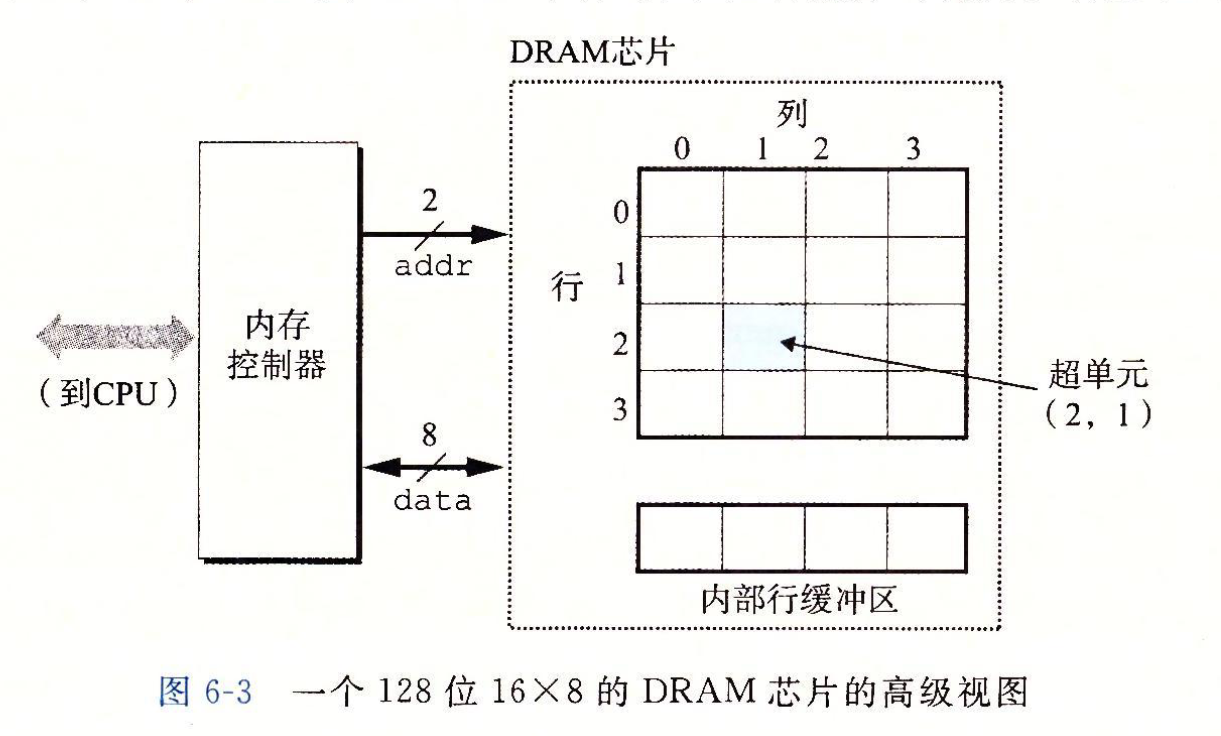 DRAM芯片
列
0 1 2 3
0
1
2
3
行
2
addr
内存
控制器
（到CPU）
8
data
超单元
（2，1）
内部行缓冲区
图 6-3 一个 128 位 16×8 的 DRAM 芯片的高级视图